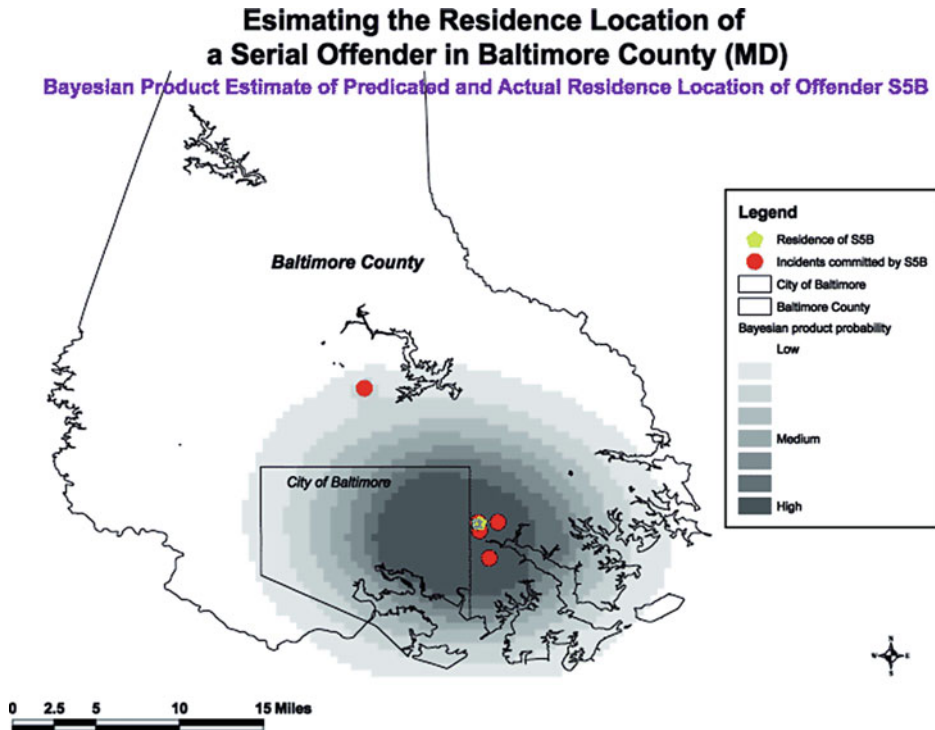 Esimating the Residence Location of
a Serial Offender in Baltimore County (MD)
Bayesian Product Estimate of Predicated and Actual Residence Location of Offender S5B
Baltimore County
City of Baltimore
Legend
Residence of S5B
Incidents committed by S5B
City of Baltimore
Baltimore County
Bayesian product probability
Low
Medium
High
N
W E
S
0 2.5 5 10 15 Miles